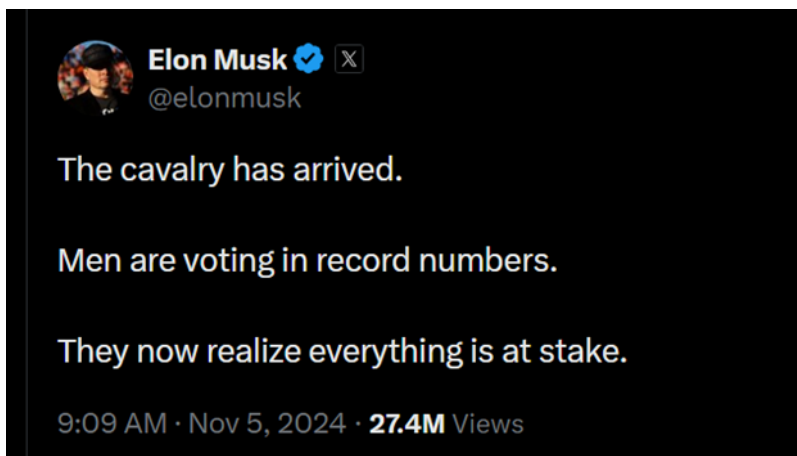 Elon Musk 𝕏
@elonmusk
The cavalry has arrived.
Men are voting in record numbers.
They now realize everything is at stake.
9:09 AM · Nov 5, 2024 · 27.4M Views